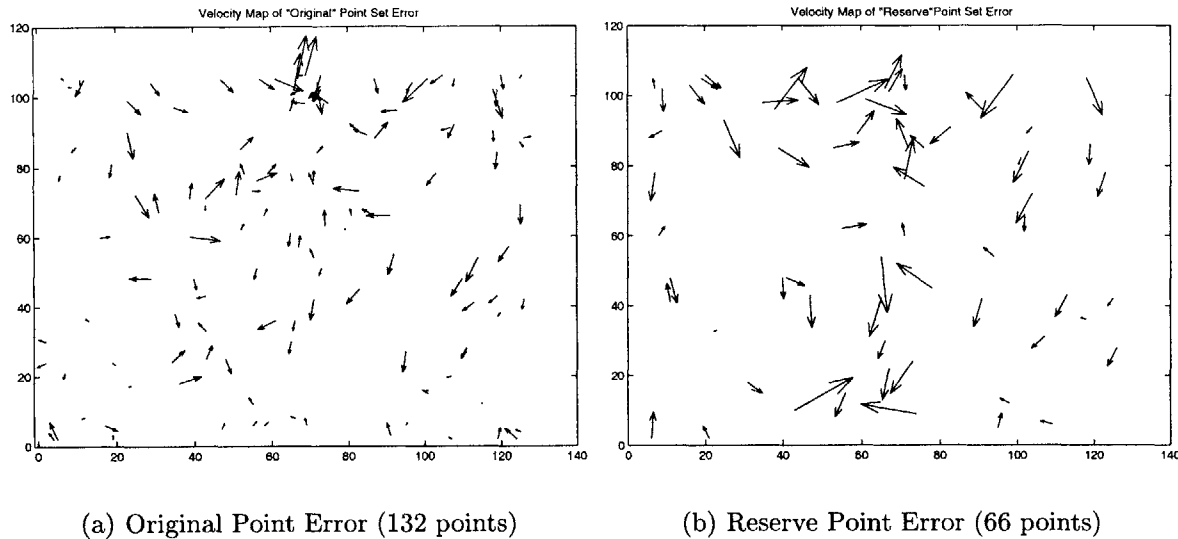 Velocity Map of "Original" Point Set Error
120
100
80
60
40
20
0
0 20 40 60 80 100 120 140
(a) Original Point Error (132 points)
Velocity Map of "Reserve"Point Set Error
120
100
80
60
40
20
0
0 20 40 60 80 100 120 140
(b) Reserve Point Error (66 points)